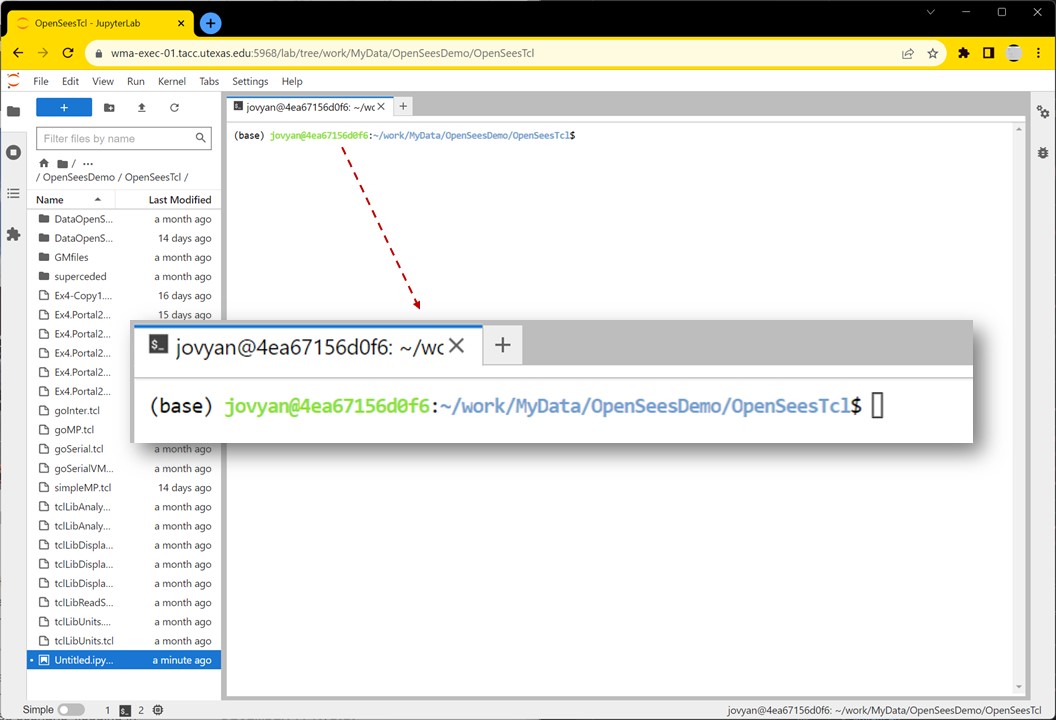 OpenSeesTcl - JupyterLab
wma-exec-01.tacc.utexas.edu:5968/lab/tree/work/MyData/OpenSeesDemo/OpenSeesTcl
File Edit View Run Kernel Tabs Settings Help
jovyan@4ea67156d0f6: ~/wc
Filter files by name
/ ...
/ OpenSeesDemo / OpenSeesTcl /
Name Last Modified
DataOpenS... a month ago
DataOpenS... 14 days ago
GMfiles a month ago
superceded a month ago
Ex4-Copy1.... 16 days ago
Ex4.Portal2... 15 days ago
Ex4.Portal2...
Ex4.Portal2...
Ex4.Portal2...
Ex4.Portal2...
goInter.tcl
goMP.tcl
goSerial.tcl a month ago
goSerialVM... a month ago
simpleMP.tcl 14 days ago
tclLibAnaly... a month ago
tclLibAnaly... a month ago
tclLibDispla... a month ago
tclLibDispla... a month ago
tclLibDispla... a month ago
tclLibReadS... a month ago
tclLibUnits.... a month ago
tclLibUnits.tcl a month ago
Untitled.ipy... a minute ago
(base) jovyan@4ea67156d0f6:~/work/MyData/OpenSeesDemo/OpenSeesTcl$
$_ jovyan@4ea67156d0f6: ~/wc
(base) jovyan@4ea67156d0f6:~/work/MyData/OpenSeesDemo/OpenSeesTcl$
Simple 1 $_ 2
jovyan@4ea67156d0f6: ~/work/MyData/OpenSeesDemo/OpenSeesTcl